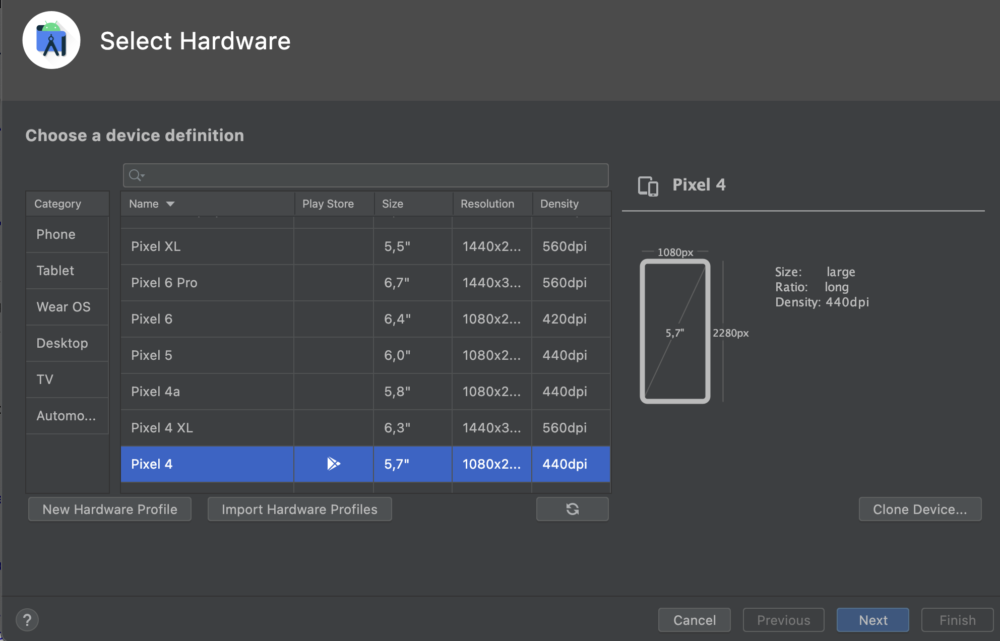 Select Hardware
Choose a device definition
Category
Phone
Tablet
Wear OS
Desktop
TV
Automo...
Name Play Store Size Resolution Density
Pixel XL 5,5" 1440x2... 560dpi
Pixel 6 Pro 6,7" 1440x3... 560dpi
Pixel 6 6,4" 1080x2... 420dpi
Pixel 5 6,0" 1080x2... 440dpi
Pixel 4a 5,8" 1080x2... 440dpi
Pixel 4 XL 6,3" 1440x3... 560dpi
Pixel 4 5,7" 1080x2... 440dpi
Pixel 4
1080px
5,7"
2280px
Size: large
Ratio: long
Density: 440dpi
New Hardware Profile Import Hardware Profiles Clone Device...
? Cancel Previous Next Finish